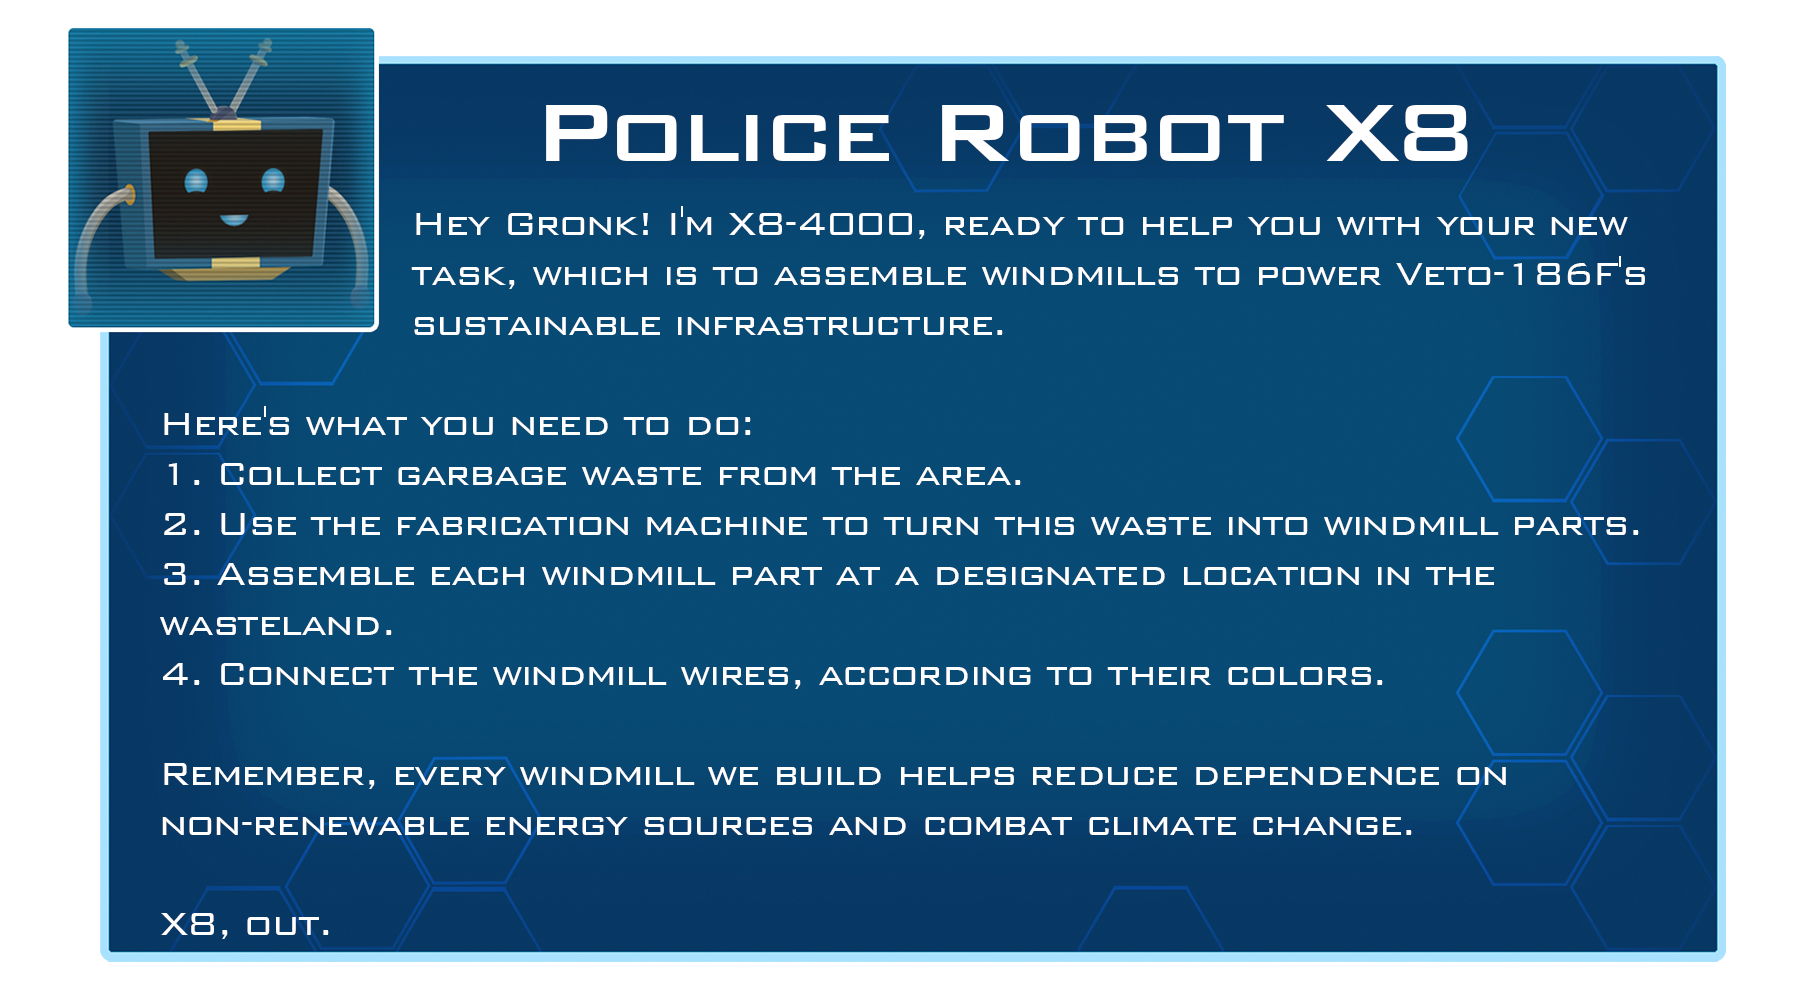 Police Robot X8
Hey Gronk! I'm X8-4000, ready to help you with your new
task, which is to assemble windmills to power Veto-186F's
sustainable infrastructure.
Here's what you need to do:
1. Collect garbage waste from the area.
2. Use the fabrication machine to turn this waste into windmill parts.
3. Assemble each windmill part at a designated location in the
wasteland.
4. Connect the windmill wires, according to their colors.
Remember, every windmill we build helps reduce dependence on
non-renewable energy sources and combat climate change.
X8, out.